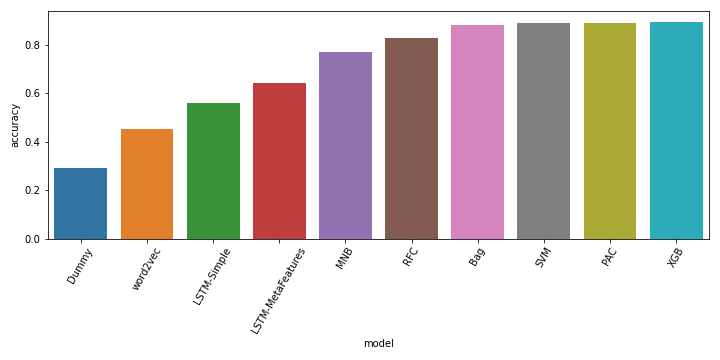 accuracy
0.8
0.6
0.4
0.2
0.0
Dummy
word2vec
LSTM-Simple
LSTM-MetaFeatures
MNB
RFC
Bag
SVM
PAC
XGB
model